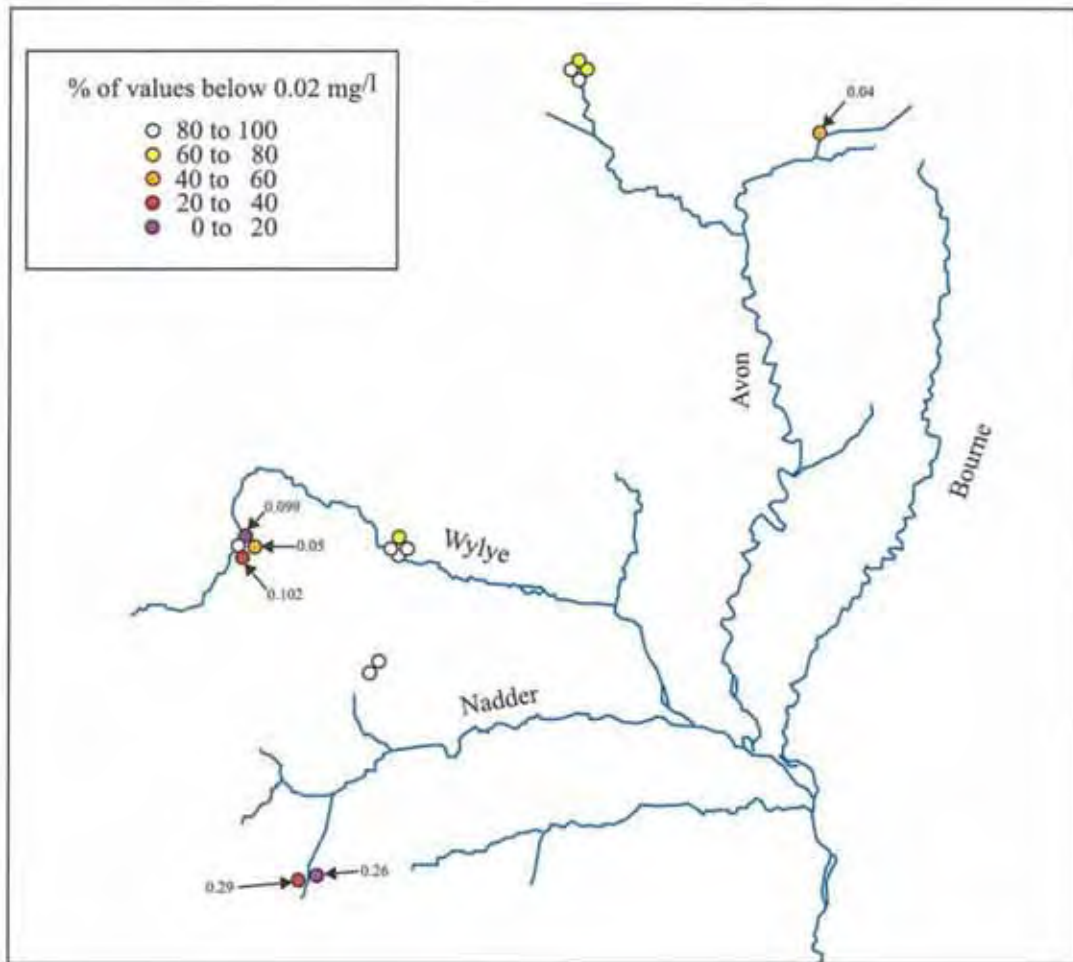 % of values below 0.02 mg/l
80 to 100
60 to 80
40 to 60
20 to 40
0 to 20
0.04
Avon
Bourne
0.099
0.05
0.102
Wylye
Nadder
0.29
0.26